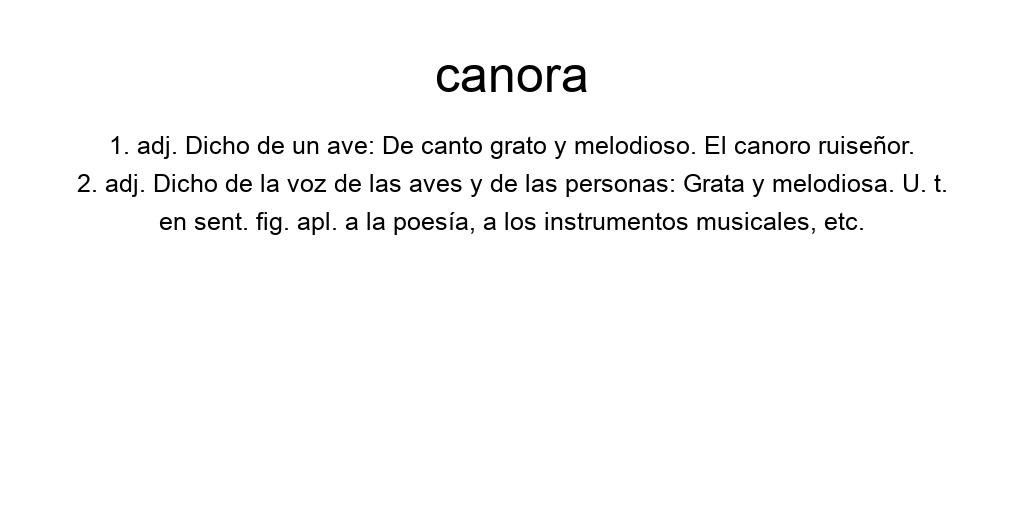 canora
1. adj. Dicho de un ave: De canto grato y melodioso. El canoro ruiseñor.
2. adj. Dicho de la voz de las aves y de las personas: Grata y melodiosa. U. t.
en sent. fig. apl. a la poesía, a los instrumentos musicales, etc.